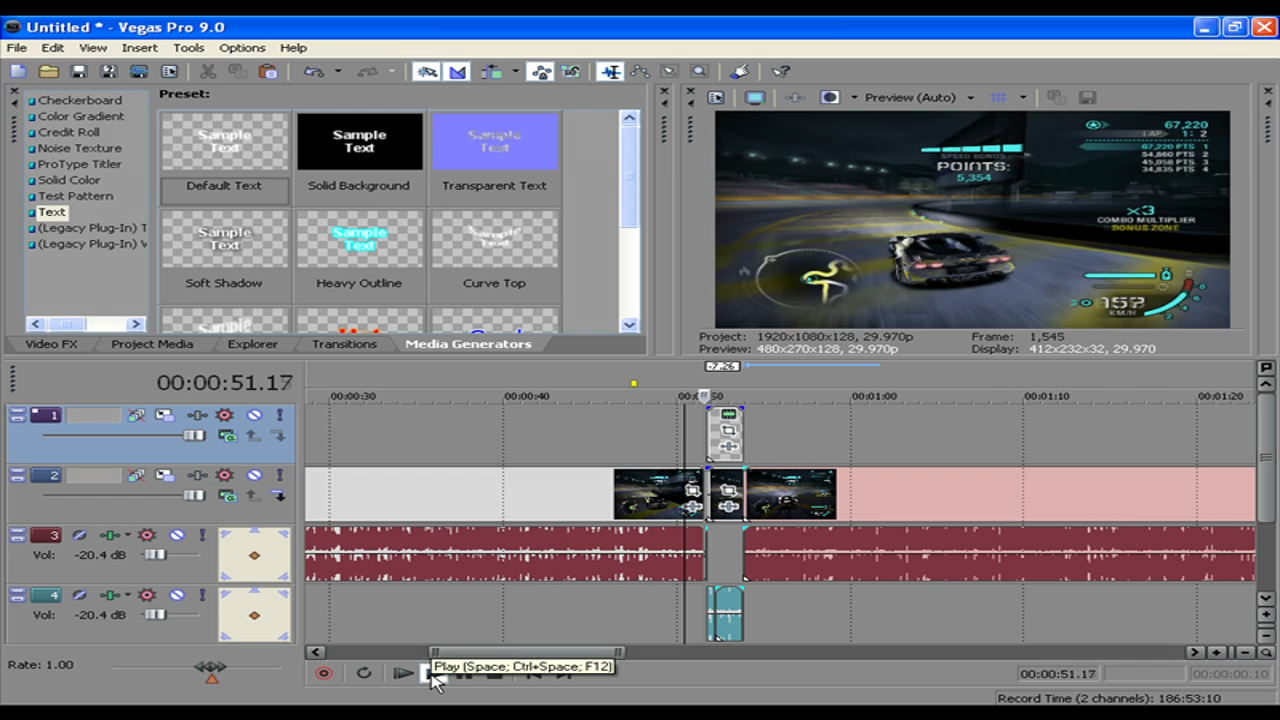 Untitled * - Vegas Pro 9.0
File Edit View Insert Tools Options Help
Checkerboard
Color Gradient
Credit Roll
Noise Texture
ProType Titler
Solid Color
Test Pattern
Text
(Legacy Plug-In) T
(Legacy Plug-In) V
Preset:
Sample Text
Default Text
Sample Text
Solid Background
Sample Text
Transparent Text
Sample Text
Soft Shadow
Sample Text
Heavy Outline
Sample Text
Curve Top
Video FX Project Media Explorer Transitions Media Generators
Preview (Auto)
67,220
LAP 1: 2
67,220 PTS 1
54,860 PTS 2
45,058 PTS 3
34,835 PTS 4
SPEED BONUS
POINTS:
5,354
x3
COMBO MULTIPLIER
BONUS ZONE
KM/H
Project: 1920x1080x128, 29.970p Frame: 1,545
Preview: 480x270x128, 29.970p Display: 412x232x32, 29.970
-7.26
00:00:51.17
00:00:30 00:00:40 00:01:00 00:01:10 00:01:20
1
2
3
Vol: -20.4 dB
4
Vol: -20.4 dB
Rate: 1.00
Play (Space; Ctrl+Space; F12)
00:00:51.17 00:00:00.10
Record Time (2 channels): 186:53:10